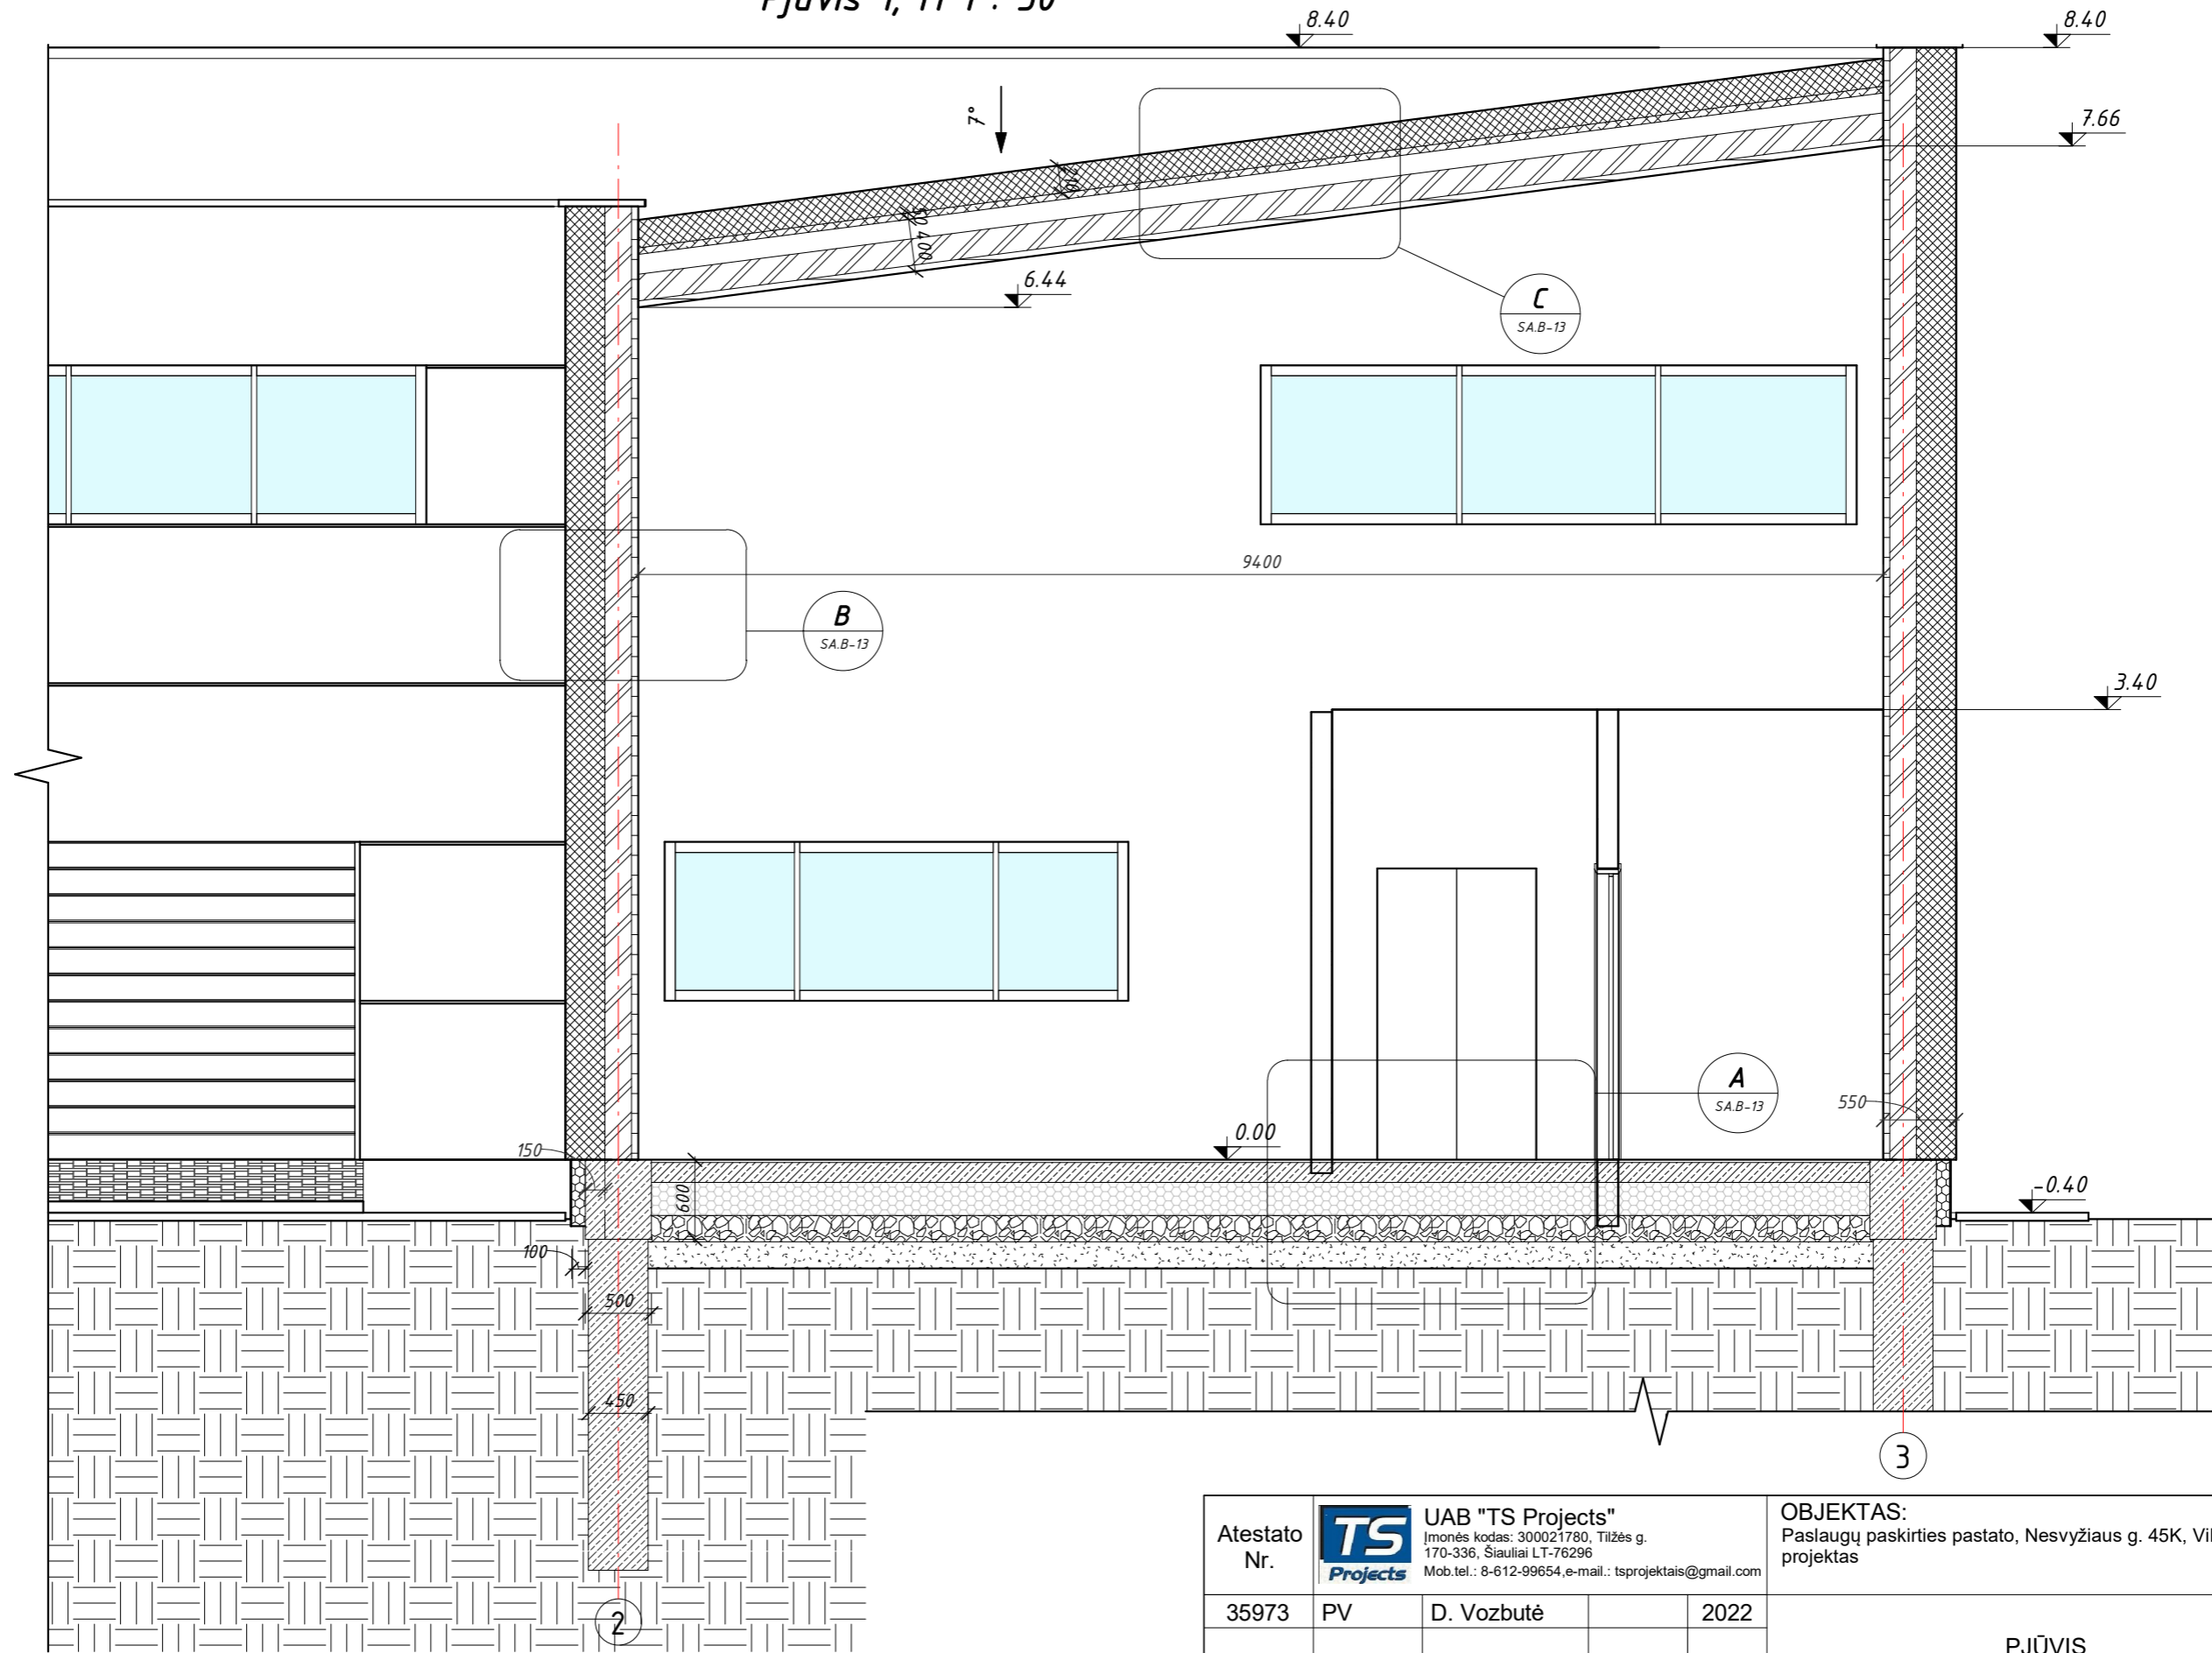 8.40
8.40
7°
7.66
210
50 400
6.44
C
SA.B-13
9400
B
SA.B-13
3.40
A
SA.B-13
550
0.00
150
600
-0.40
100
500
450
3
2
Atestato
Nr.
TS
Projects
UAB "TS Projects"
Įmonės kodas: 300021780, Tilžės g.
170-336, Šiauliai LT-76296
Mob.tel.: 8-612-99654,e-mail.: tsprojektais@gmail.com
OBJEKTAS:
Paslaugų paskirties pastato, Nesvyžiaus g. 45K, Vil
projektas
35973 PV D. Vozbutė 2022
PJŪVIS